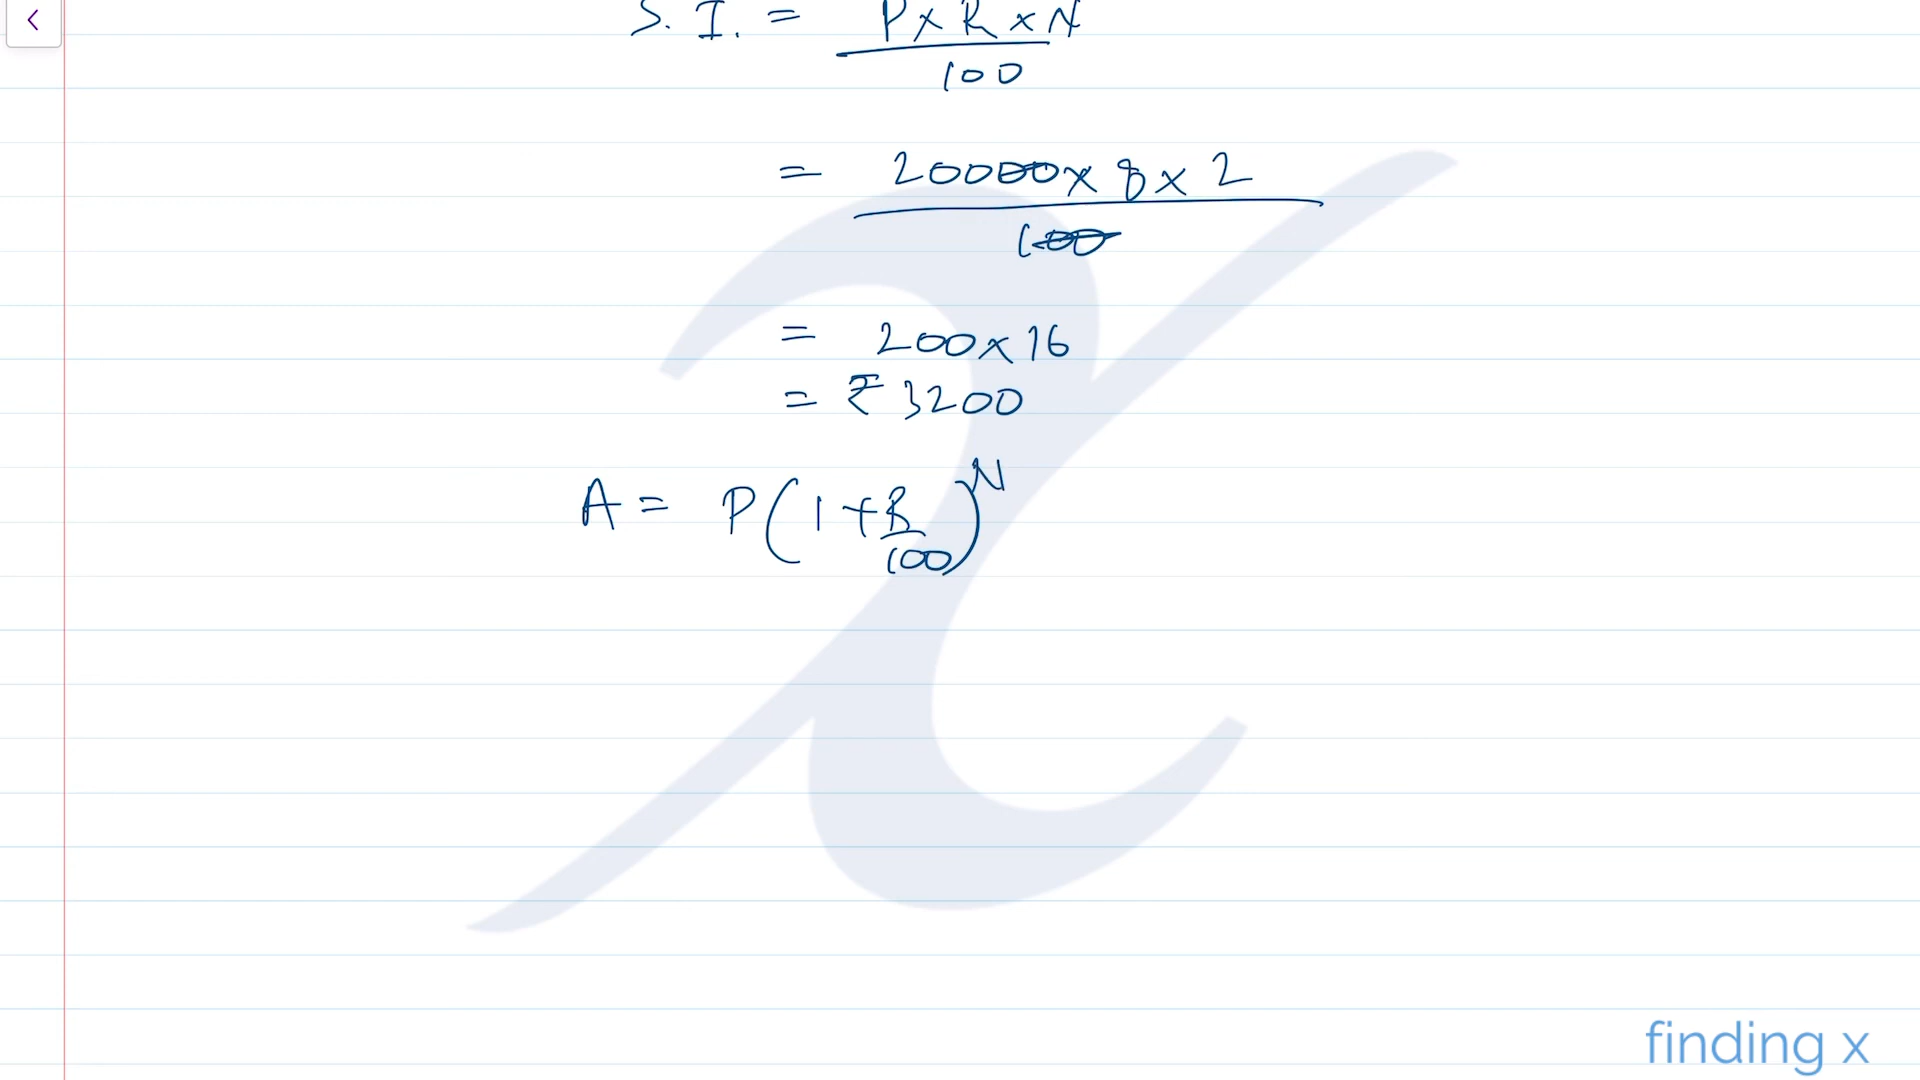 S. I. = P x R x N
100
= 20000 x 8 x 2
100
= 200 x 16
= ₹ 3200
A = P(1 + R/100)^N
finding x